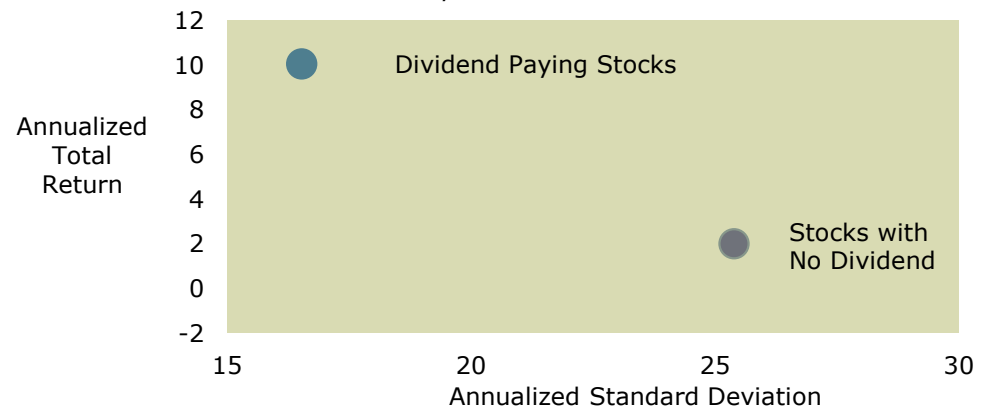 12
10
Dividend Paying Stocks
8
Annualized
Total
Return
6
4
2
Stocks with
No Dividend
0
-2
15
20
25
30
Annualized Standard Deviation